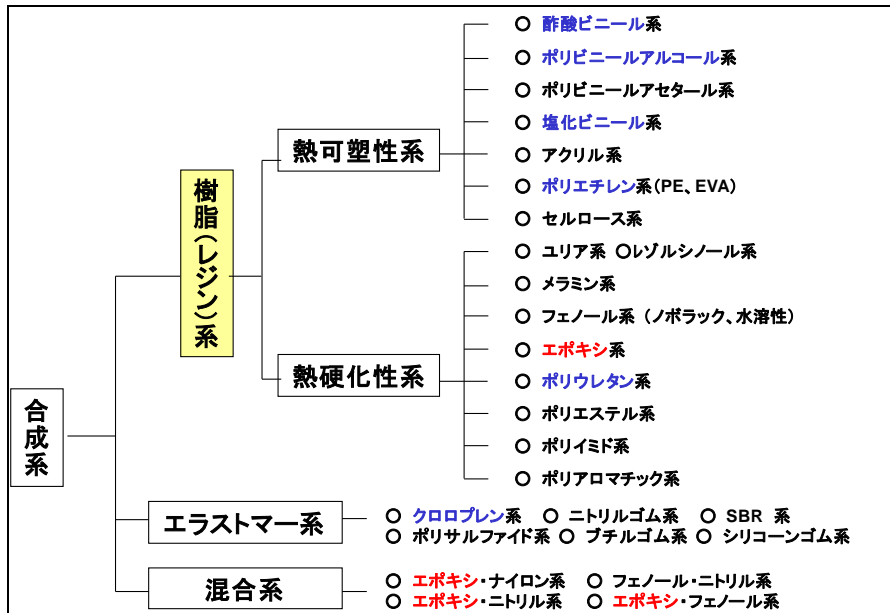 合成系
樹脂(レジン)系
熱可塑性系
○ 酢酸ビニール系
○ ポリビニールアルコール系
○ ポリビニールアセタール系
○ 塩化ビニール系
○ アクリル系
○ ポリエチレン系(PE、EVA)
○ セルロース系
熱硬化性系
○ ユリア系 ○レゾルシノール系
○ メラミン系
○ フェノール系 (ノボラック、水溶性)
○ エポキシ系
○ ポリウレタン系
○ ポリエステル系
○ ポリイミド系
○ ポリアロマチック系
エラストマー系
○ クロロプレン系 ○ ニトリルゴム系 ○ SBR 系
○ ポリサルファイド系 ○ ブチルゴム系 ○ シリコーンゴム系
混合系
○ エポキシ・ナイロン系 ○ フェノール・ニトリル系
○ エポキシ・ニトリル系 ○ エポキシ・フェノール系